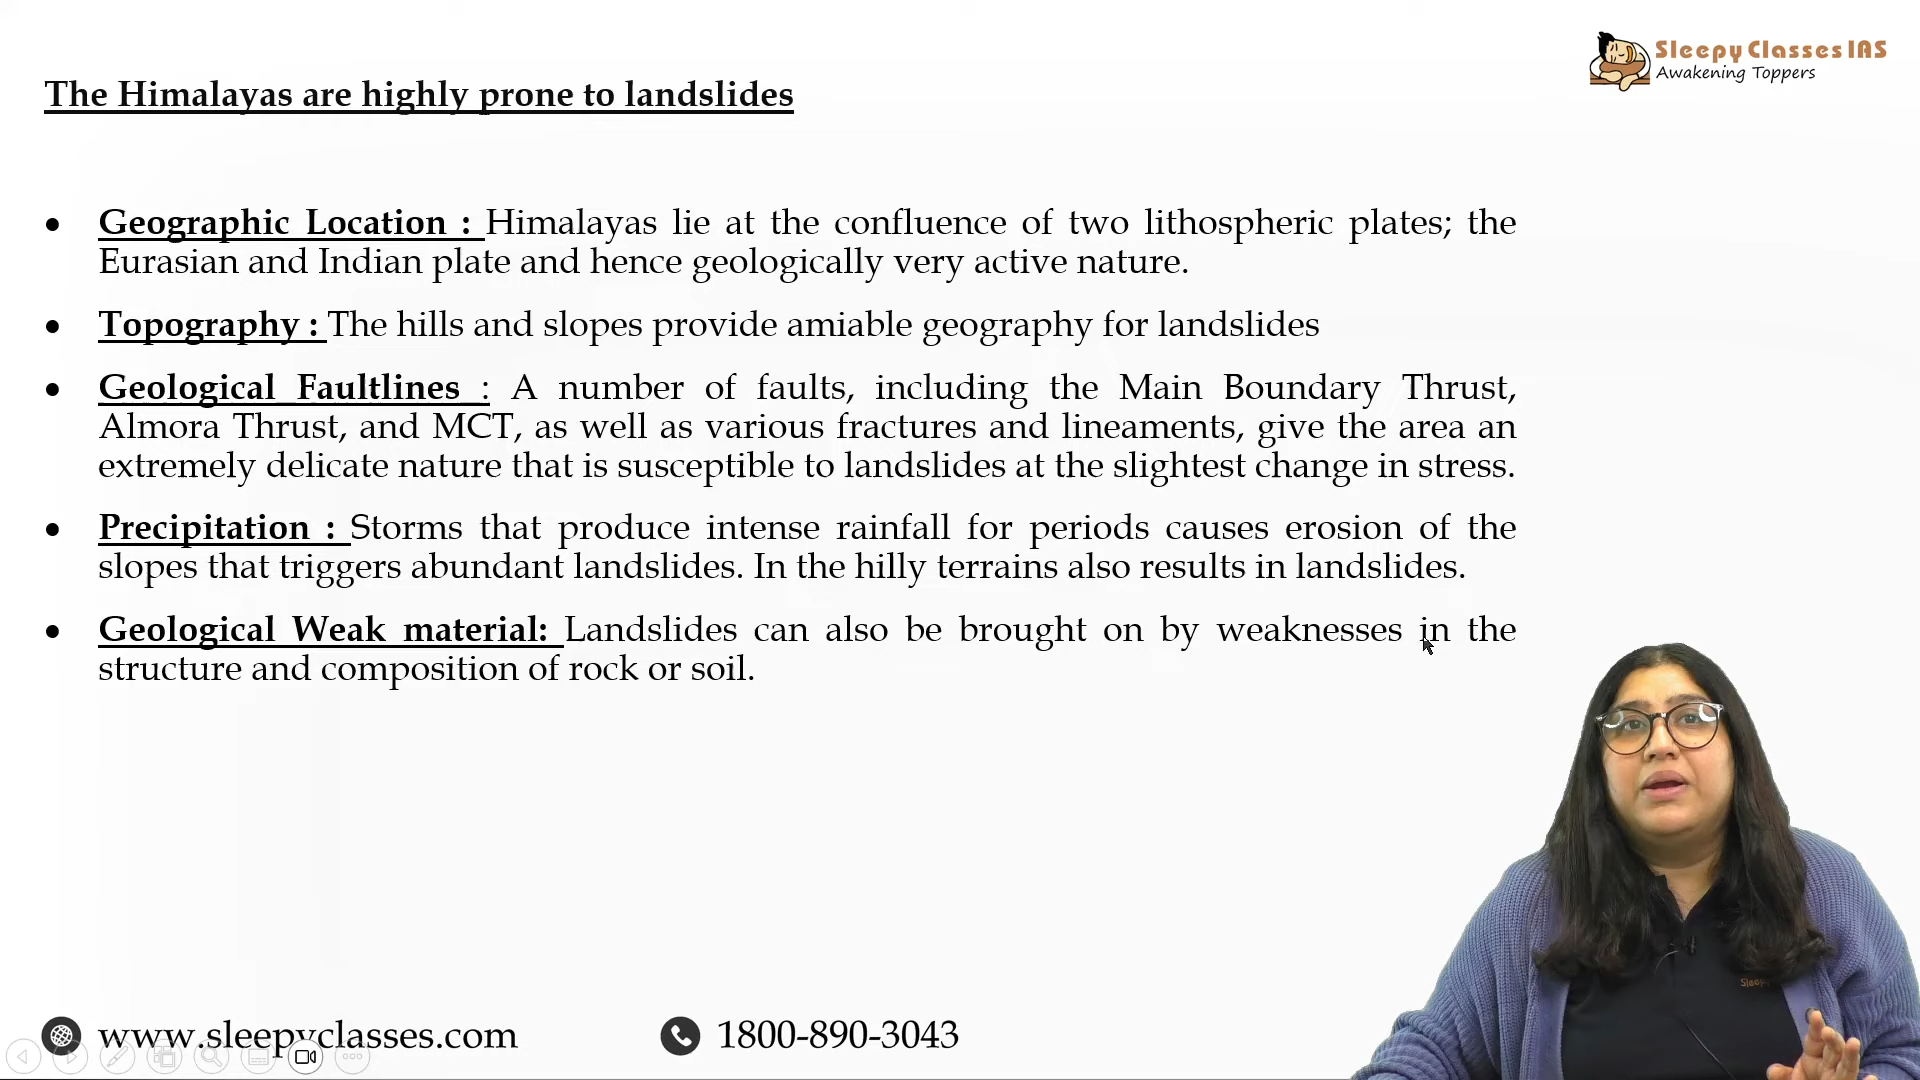 Sleepy Classes IAS
Awakening Toppers
The Himalayas are highly prone to landslides
• Geographic Location : Himalayas lie at the confluence of two lithospheric plates; the
Eurasian and Indian plate and hence geologically very active nature.
• Topography : The hills and slopes provide amiable geography for landslides
• Geological Faultlines : A number of faults, including the Main Boundary Thrust,
Almora Thrust, and MCT, as well as various fractures and lineaments, give the area an
extremely delicate nature that is susceptible to landslides at the slightest change in stress.
• Precipitation : Storms that produce intense rainfall for periods causes erosion of the
slopes that triggers abundant landslides. In the hilly terrains also results in landslides.
• Geological Weak material: Landslides can also be brought on by weaknesses in the
structure and composition of rock or soil.
www.sleepyclasses.com
1800-890-3043